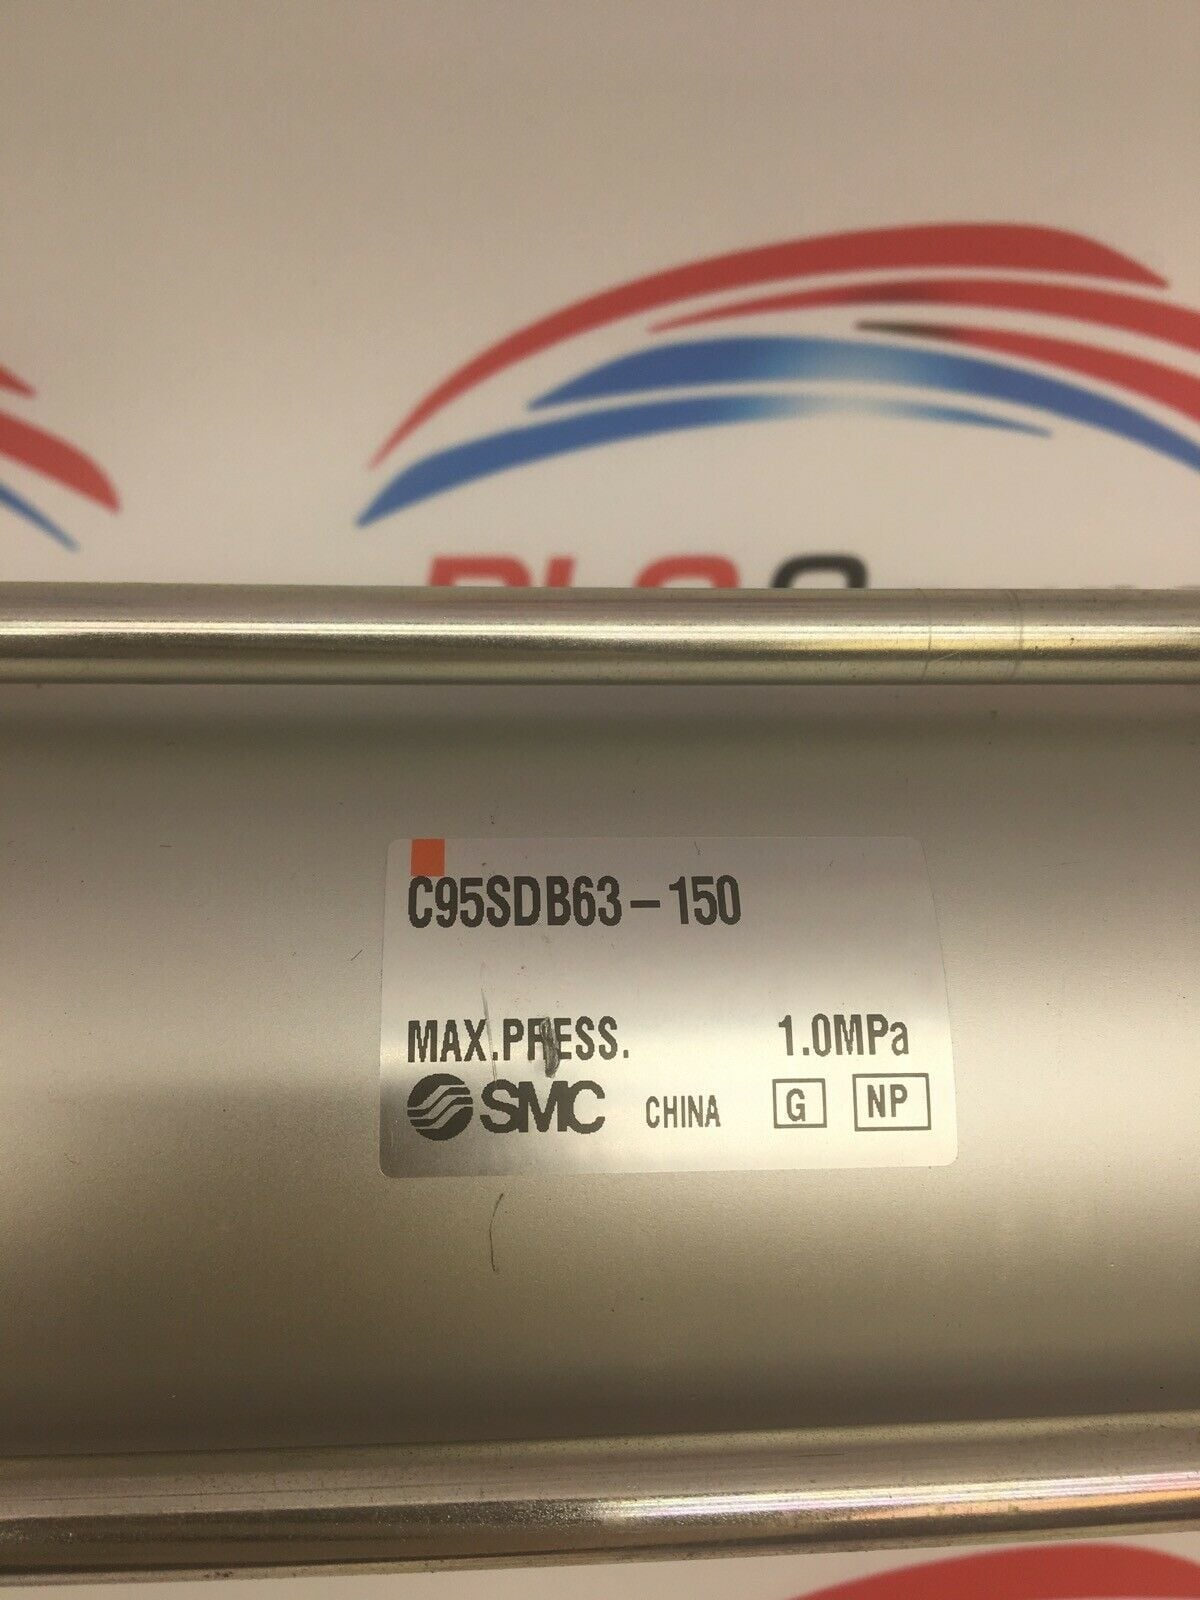 C95SDB63-150
MAX.PRESS. 1.0MPa
SMC CHINA G NP